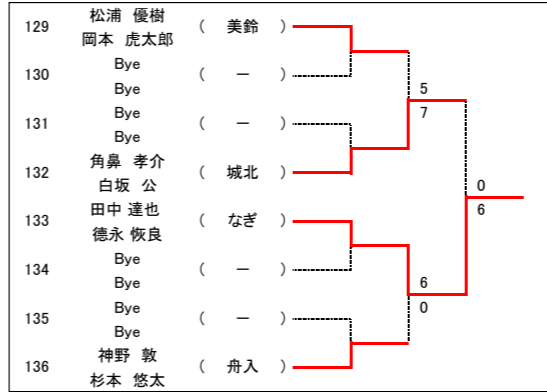 129 松浦 優樹 ( 美鈴 )
岡本 虎太郎
130 Bye ( ー )
Bye
131 Bye ( ー )
Bye
132 角鼻 孝介 ( 城北 )
白坂 公
133 田中 達也 ( なぎ )
德永 恢良
134 Bye ( ー )
Bye
135 Bye ( ー )
Bye
136 神野 敦 ( 舟入 )
杉本 悠太
5
7
6
0
0
6